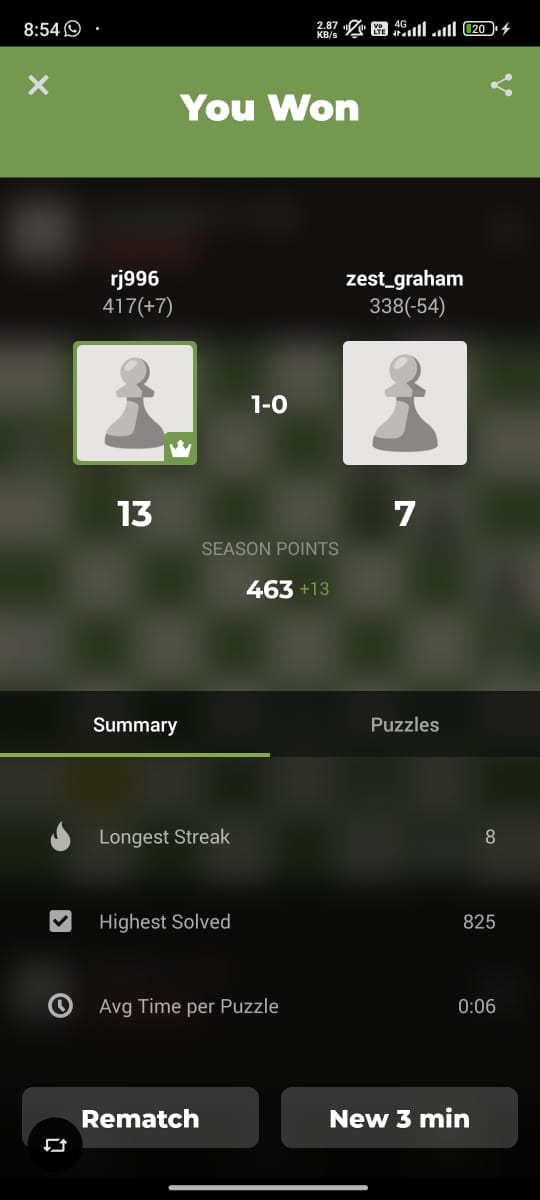 8:54
2.87
KB/s
Vo
LTE
4G
20
You Won
rj996
zest_graham
417(+7)
338(-54)
1-0
13
7
SEASON POINTS
463 +13
Summary
Puzzles
Longest Streak
8
Highest Solved
825
Avg Time per Puzzle
0:06
Rematch
New 3 min